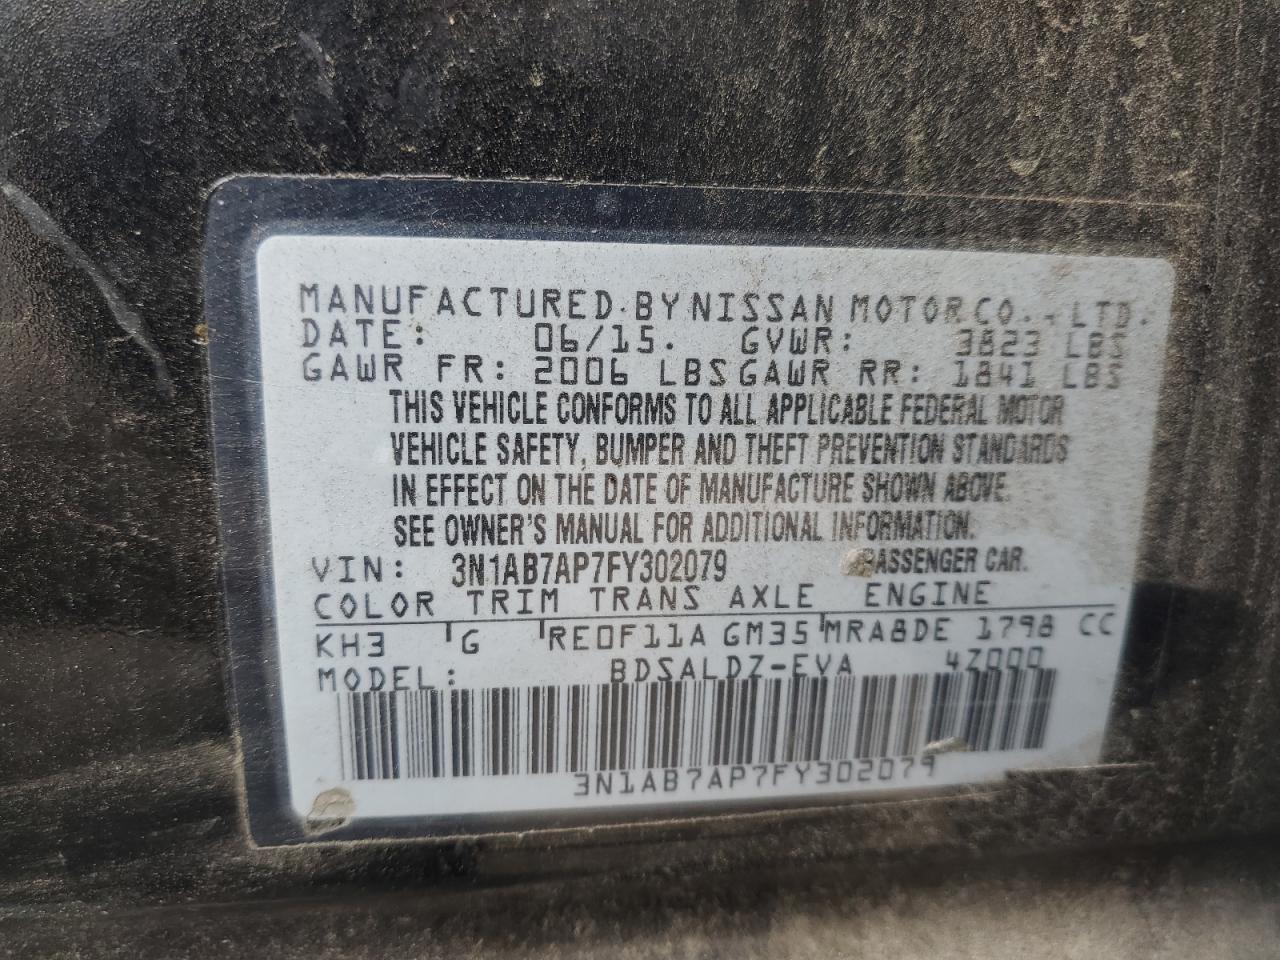 MANUFACTURED BY NISSAN MOTOR CO., LTD.
DATE: 06/15. GVWR: 3823 LBS
GAWR FR: 2006 LBS GAWR RR: 1841 LBS
THIS VEHICLE CONFORMS TO ALL APPLICABLE FEDERAL MOTOR
VEHICLE SAFETY, BUMPER AND THEFT PREVENTION STANDARDS
IN EFFECT ON THE DATE OF MANUFACTURE SHOWN ABOVE.
SEE OWNER'S MANUAL FOR ADDITIONAL INFORMATION.
VIN: 3N1AB7AP7FY302079 PASSENGER CAR.
COLOR TRIM TRANS AXLE ENGINE
KH3 G RE0F11A GM35 MRA8DE 1798 CC
MODEL: BDSALDZ-EVA 4Z000
3N1AB7AP7FY302079